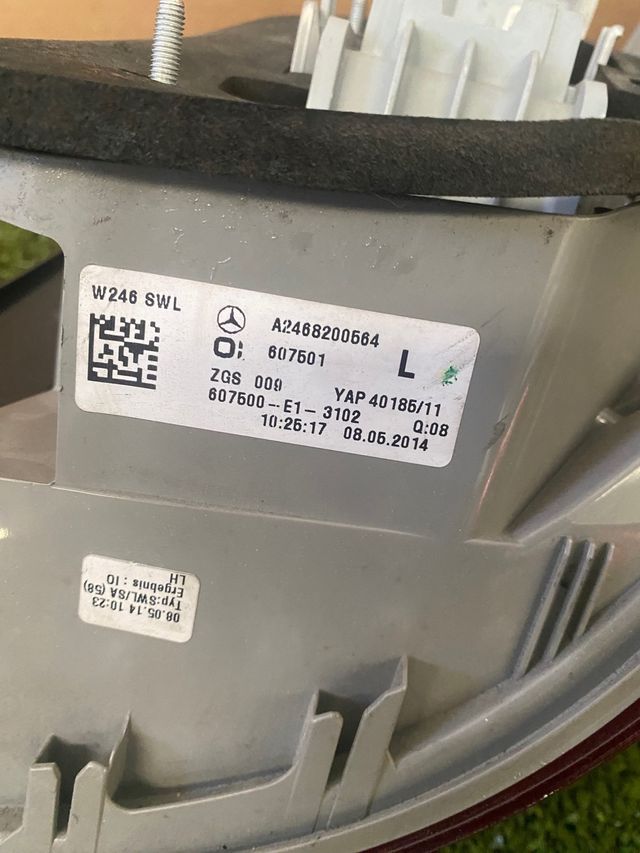 W246 SWL
A2468200564
607501
L
ZGS 009 YAP 40185/11
607500-E1-3102 Q:08
10:25:17 08.05.2014
08.05.14 10:23
Typ:SWL/SA (58)
Ergebnis : IO
LH